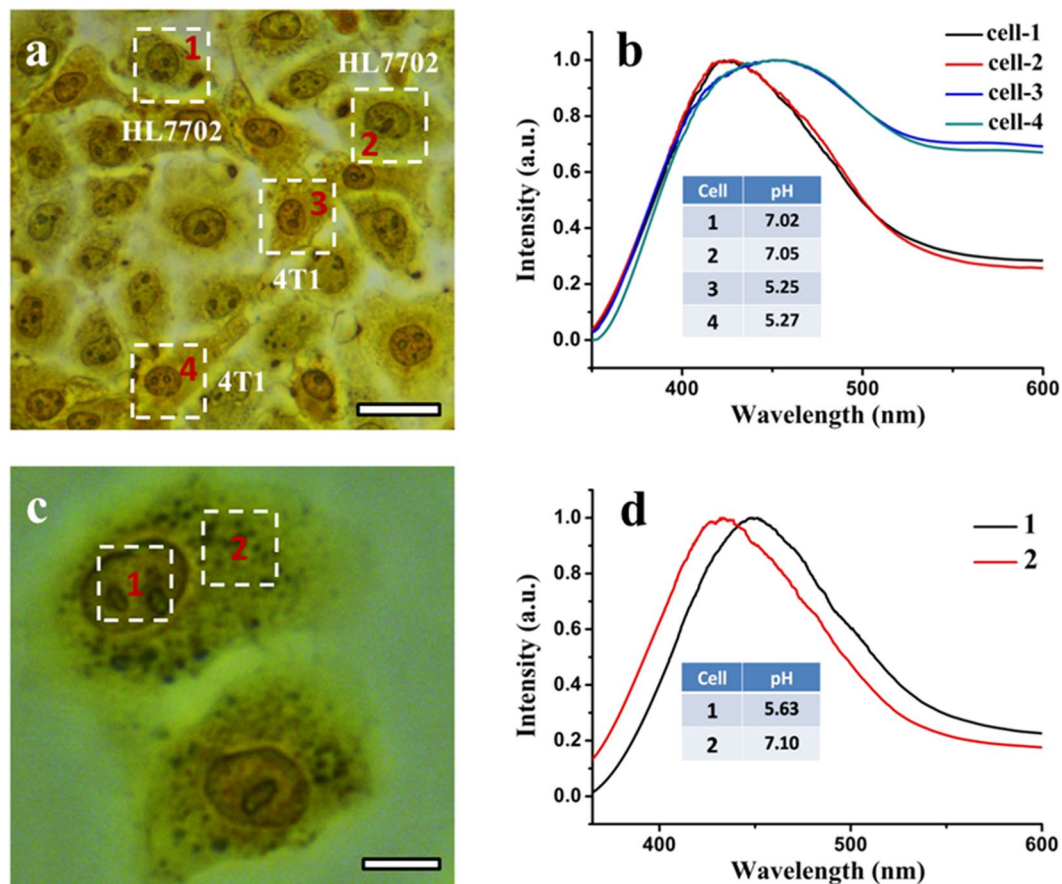 a
1
HL7702
HL7702
2
3
4T1
4
4T1
b
cell-1
cell-2
cell-3
cell-4
Intensity (a.u.)
1.0
0.8
0.6
0.4
0.2
0.0
Cell pH
1 7.02
2 7.05
3 5.25
4 5.27
400 500 600
Wavelength (nm)
c
1
2
d
1
2
Intensity (a.u.)
1.0
0.8
0.6
0.4
0.2
0.0
Cell pH
1 5.63
2 7.10
400 500 600
Wavelength (nm)